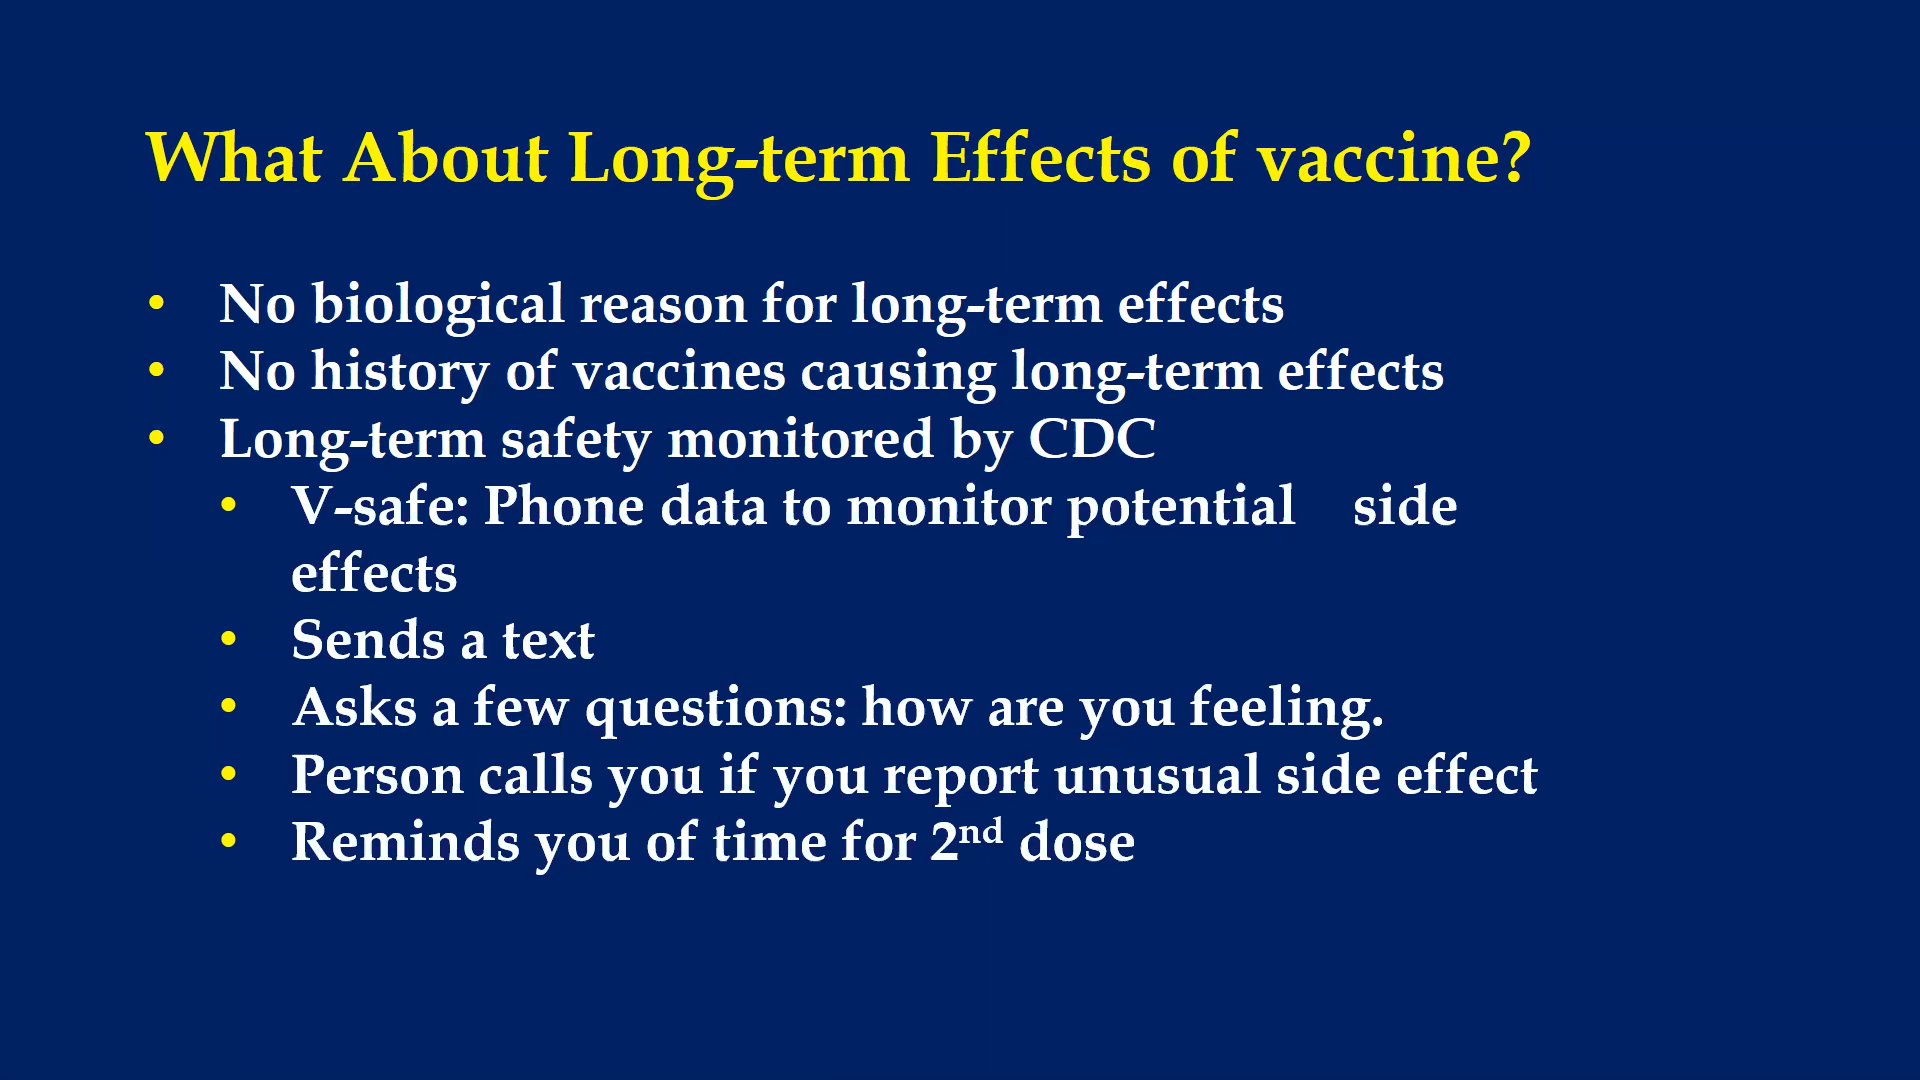 What About Long-term Effects of vaccine?
• No biological reason for long-term effects
• No history of vaccines causing long-term effects
• Long-term safety monitored by CDC
• V-safe: Phone data to monitor potential side
effects
• Sends a text
• Asks a few questions: how are you feeling.
• Person calls you if you report unusual side effect
• Reminds you of time for 2nd dose